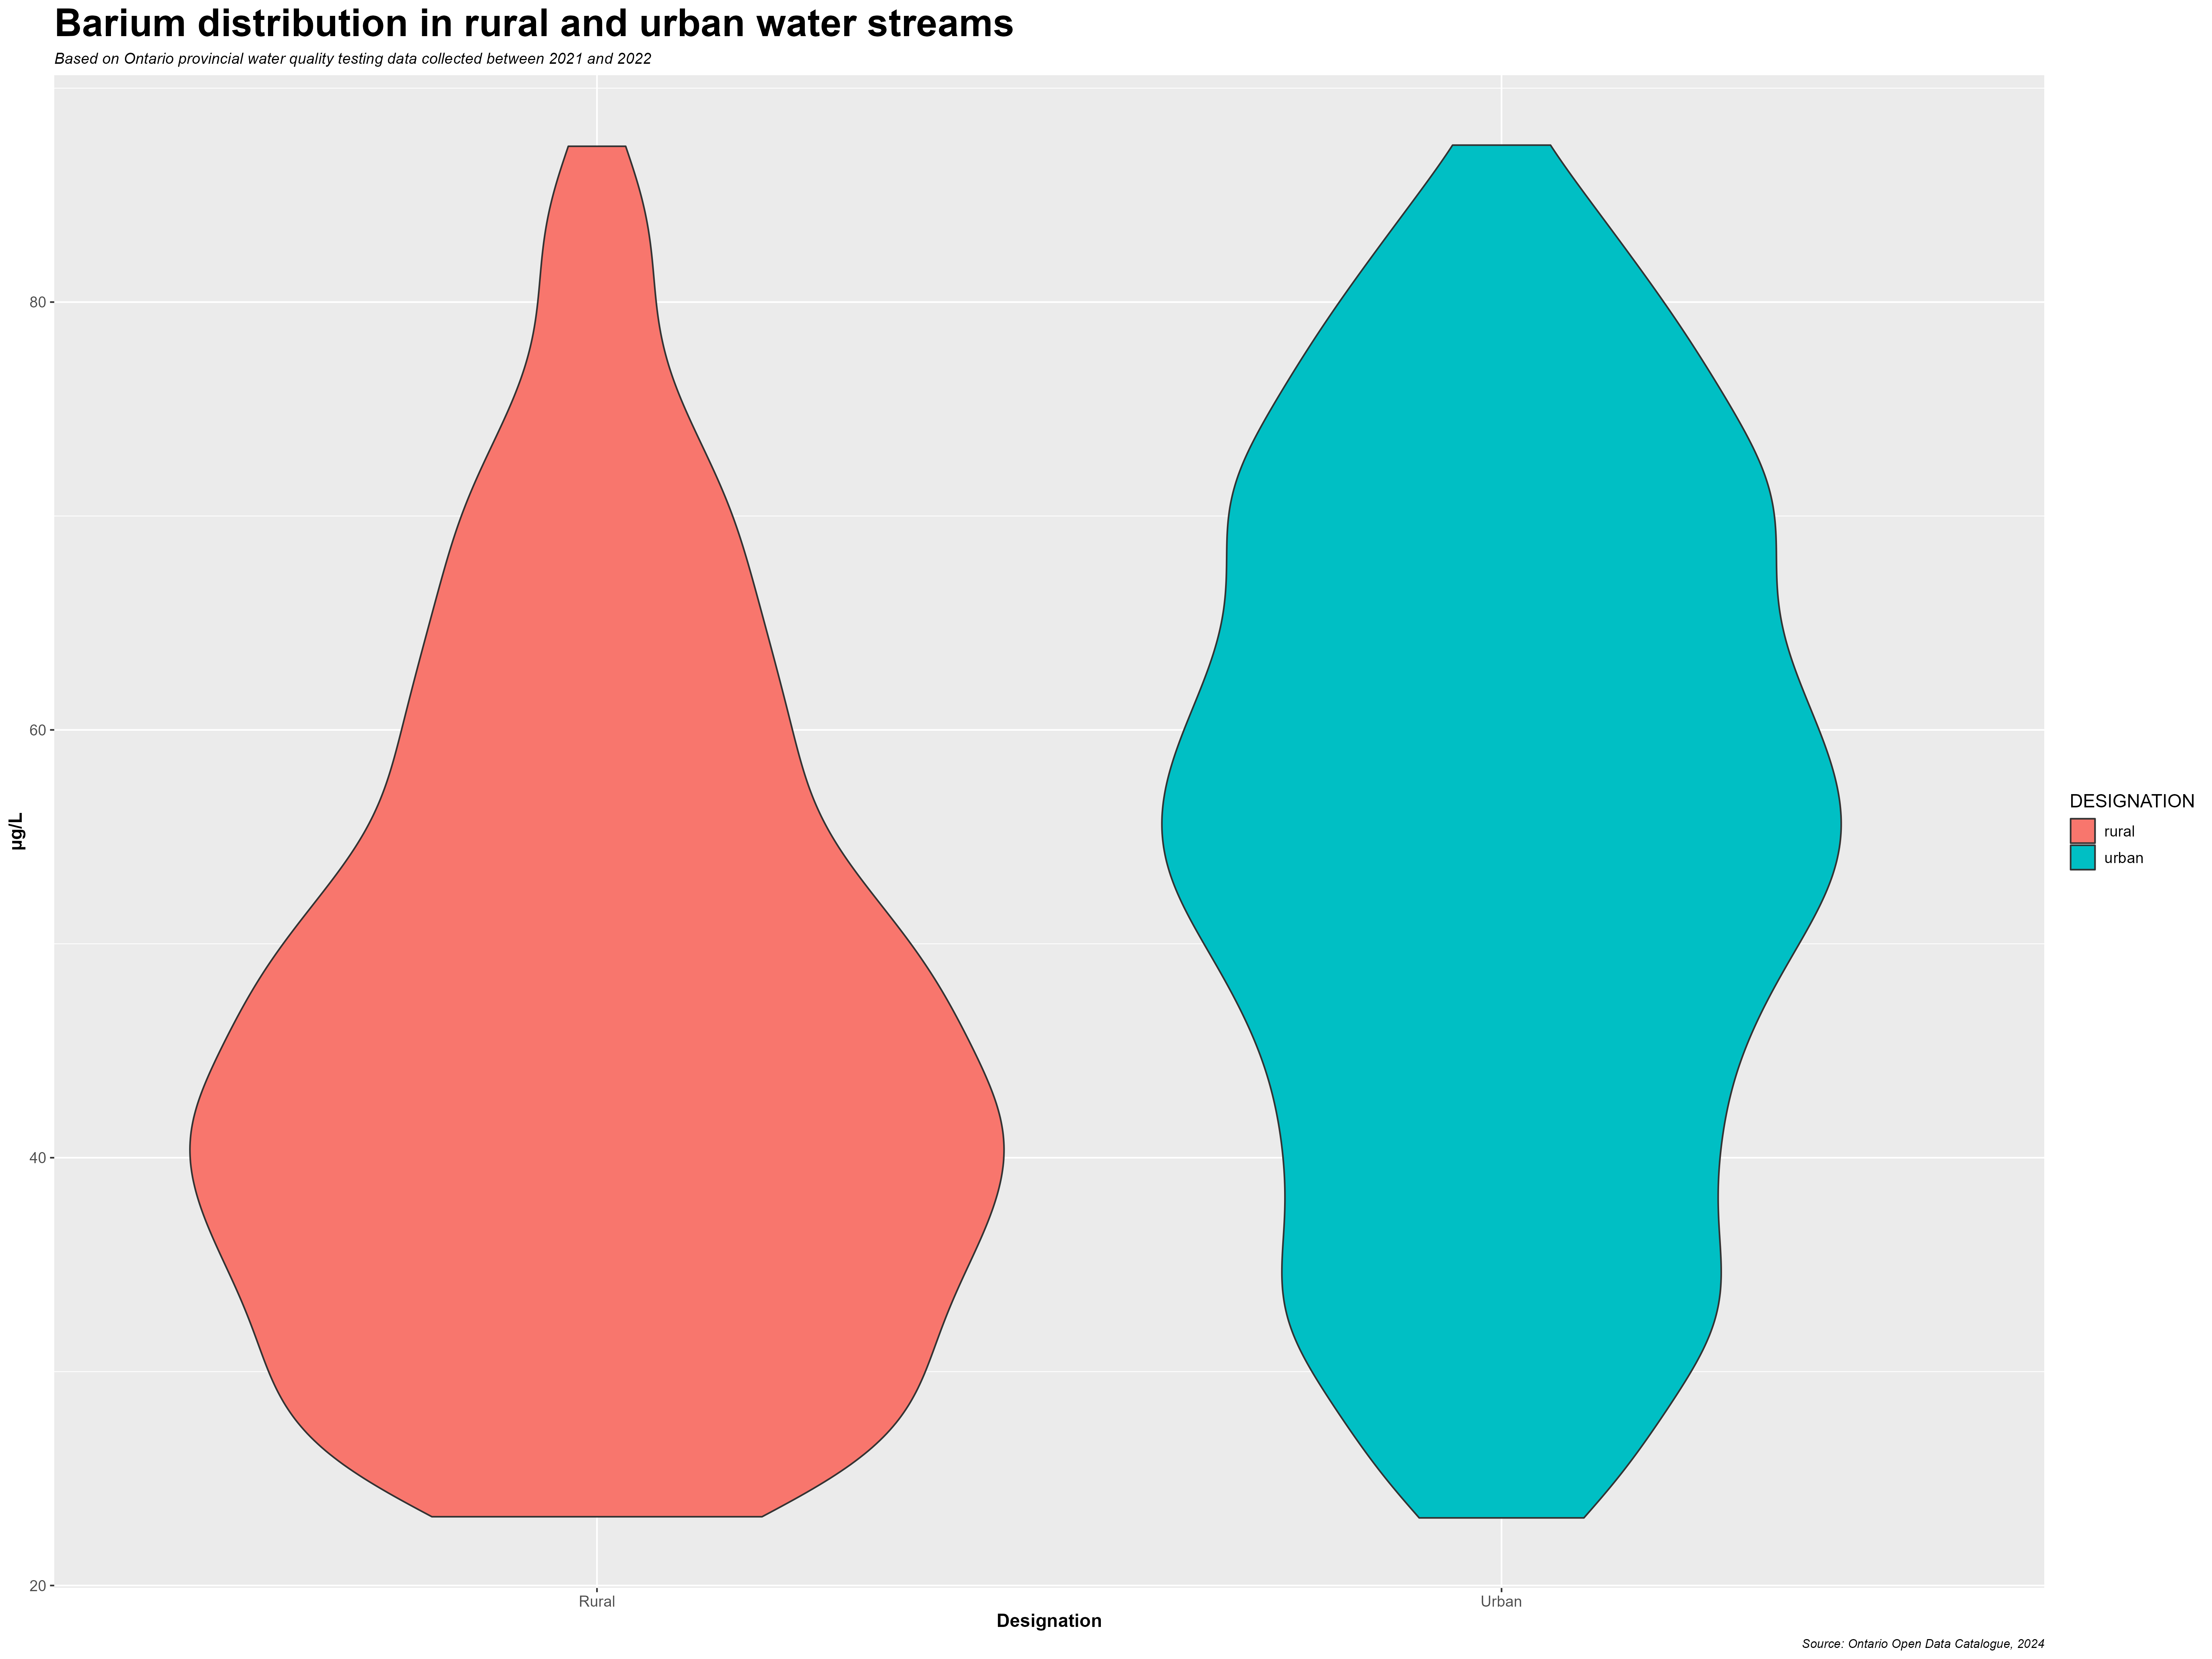 Barium distribution in rural and urban water streams
Based on Ontario provincial water quality testing data collected between 2021 and 2022
80
60
40
20
µg/L
Rural
Urban
Designation
DESIGNATION
rural
urban
Source: Ontario Open Data Catalogue, 2024